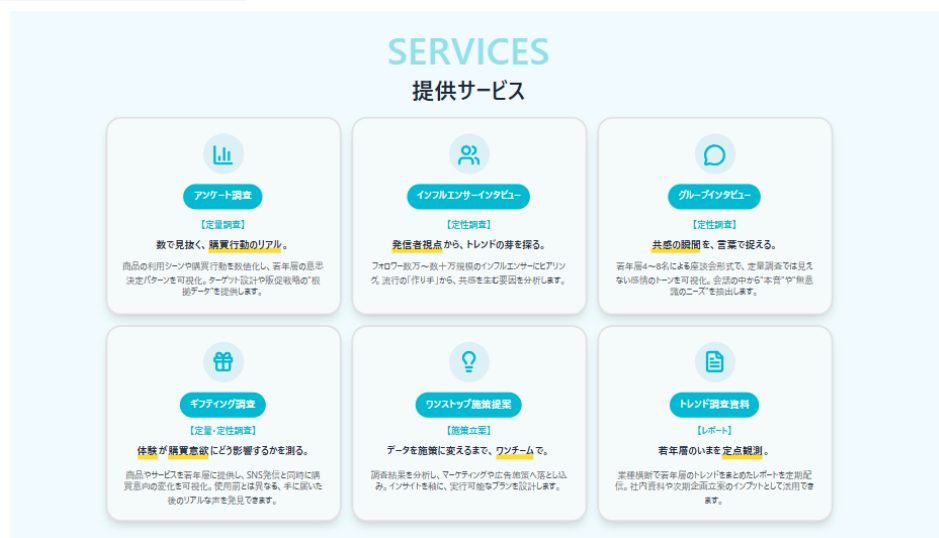 SERVICES
提供サービス
アンケート調査
【定量調査】
数で見抜く、購買行動のリアル。
商品の利用シーンや購買行動を数値化し、若年層の意思
決定パターンを可視化。ターゲット設計や販促戦略の“根
拠データ”を提供します。
インフルエンサーインタビュー
【定性調査】
発信者視点から、トレンドの芽を探る。
フォロワー数万〜数十万規模のインフルエンサーにヒアリン
グ。流行の「作り手」から、共感を生む要因を分析します。
グループインタビュー
【定性調査】
共感の瞬間を、言葉で捉える。
若年層4〜6名による座談会形式で、定量調査では見え
ない感情のトーンを可視化。会話の中から“本音”や“無意
識のニーズ”を抽出します。
ギフティング調査
【定量・定性調査】
体験が購買意欲にどう影響するかを測る。
商品やサービスを若年層に提供し、SNS発信と同時に購
買意向の変化を可視化。使用前とは異なる、手に届いた
後のリアルな声を発見できます。
ワンストップ施策提案
【施策立案】
データを施策に変えるまで、ワンチームで。
調査結果を分析し、マーケティングや広告施策へ落とし込
み。インサイトを軸に、実行可能なプランを設計します。
トレンド調査資料
【レポート】
若年層のいまを定点観測。
業種横断で若年層のトレンドをまとめたレポートを定期配
信。社内資料や次期企画立案のインプットとして活用でき
ます。